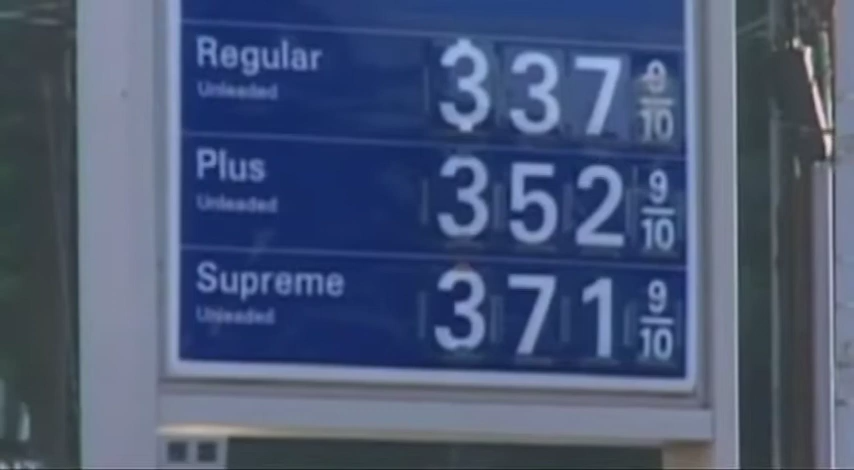 Regular 3 3 7 9/10
Unleaded
Plus 3 5 2 9/10
Unleaded
Supreme 3 7 1 9/10
Unleaded